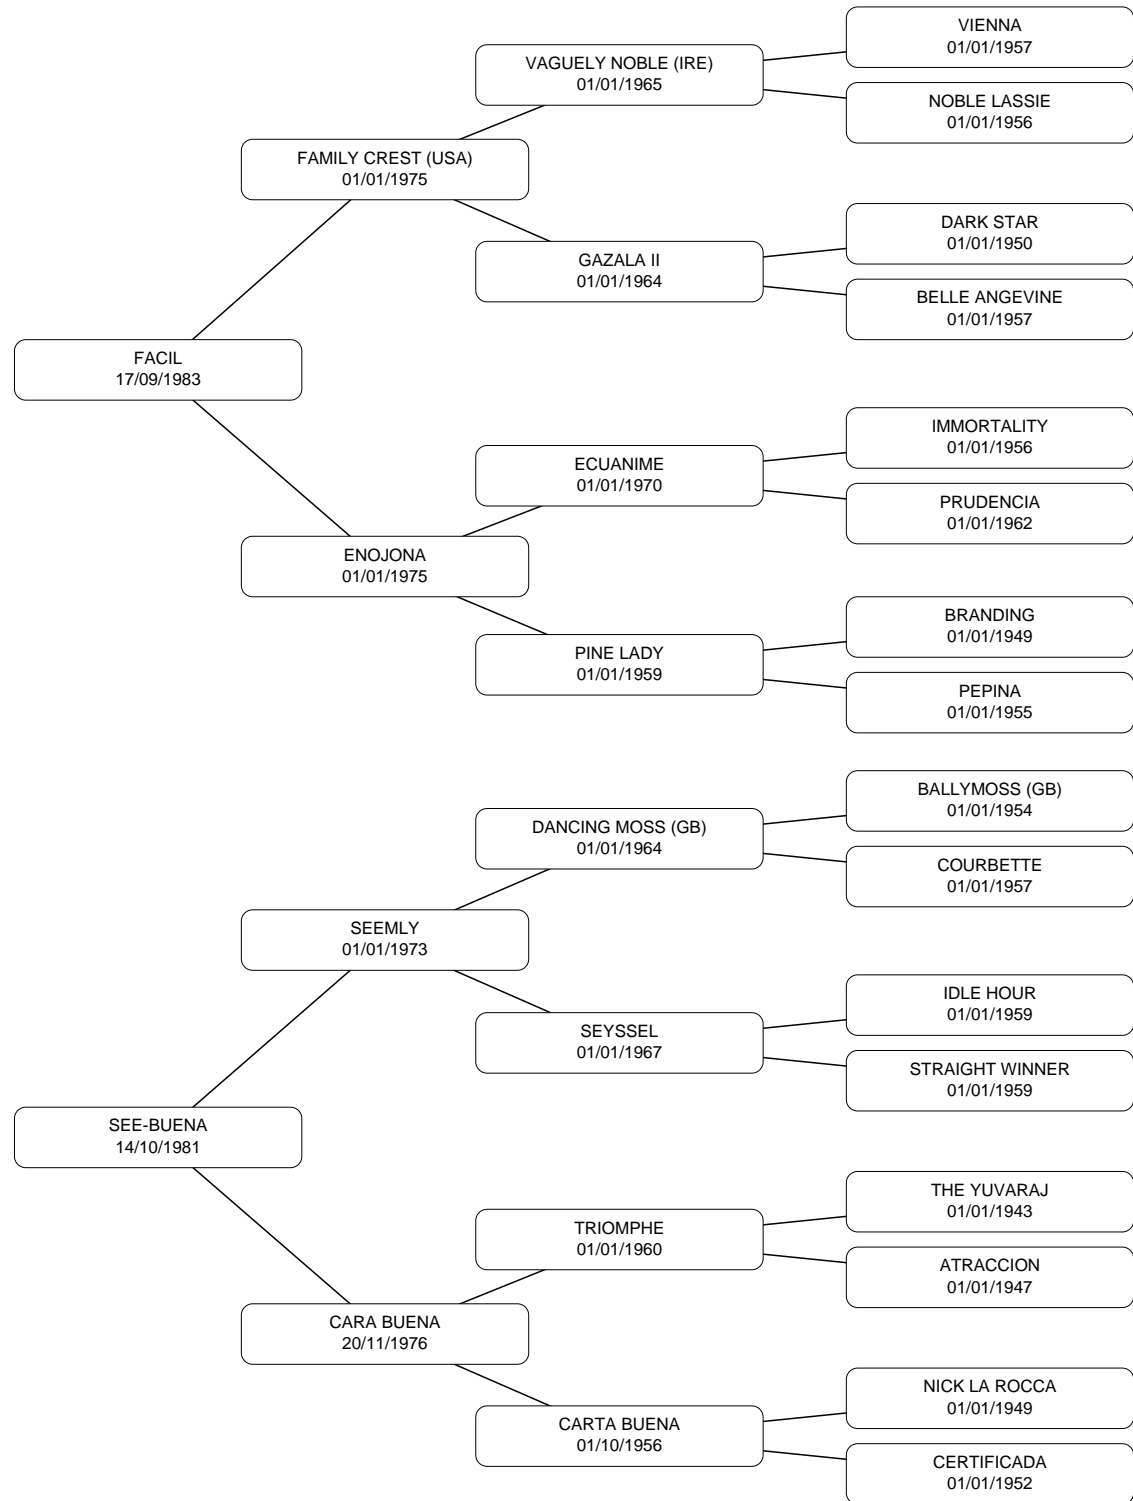 VIENNA
01/01/1957
VAGUELY NOBLE (IRE)
01/01/1965
NOBLE LASSIE
01/01/1956
FAMILY CREST (USA)
01/01/1975
DARK STAR
01/01/1950
GAZALA II
01/01/1964
BELLE ANGEVINE
01/01/1957
FACIL
17/09/1983
IMMORTALITY
01/01/1956
ECUANIME
01/01/1970
PRUDENCIA
01/01/1962
ENOJONA
01/01/1975
BRANDING
01/01/1949
PINE LADY
01/01/1959
PEPINA
01/01/1955
BALLYMOSS (GB)
01/01/1954
DANCING MOSS (GB)
01/01/1964
COURBETTE
01/01/1957
SEEMLY
01/01/1973
IDLE HOUR
01/01/1959
SEYSSEL
01/01/1967
STRAIGHT WINNER
01/01/1959
SEE-BUENA
14/10/1981
THE YUVARAJ
01/01/1943
TRIOMPHE
01/01/1960
ATRACCION
01/01/1947
CARA BUENA
20/11/1976
NICK LA ROCCA
01/01/1949
CARTA BUENA
01/10/1956
CERTIFICADA
01/01/1952